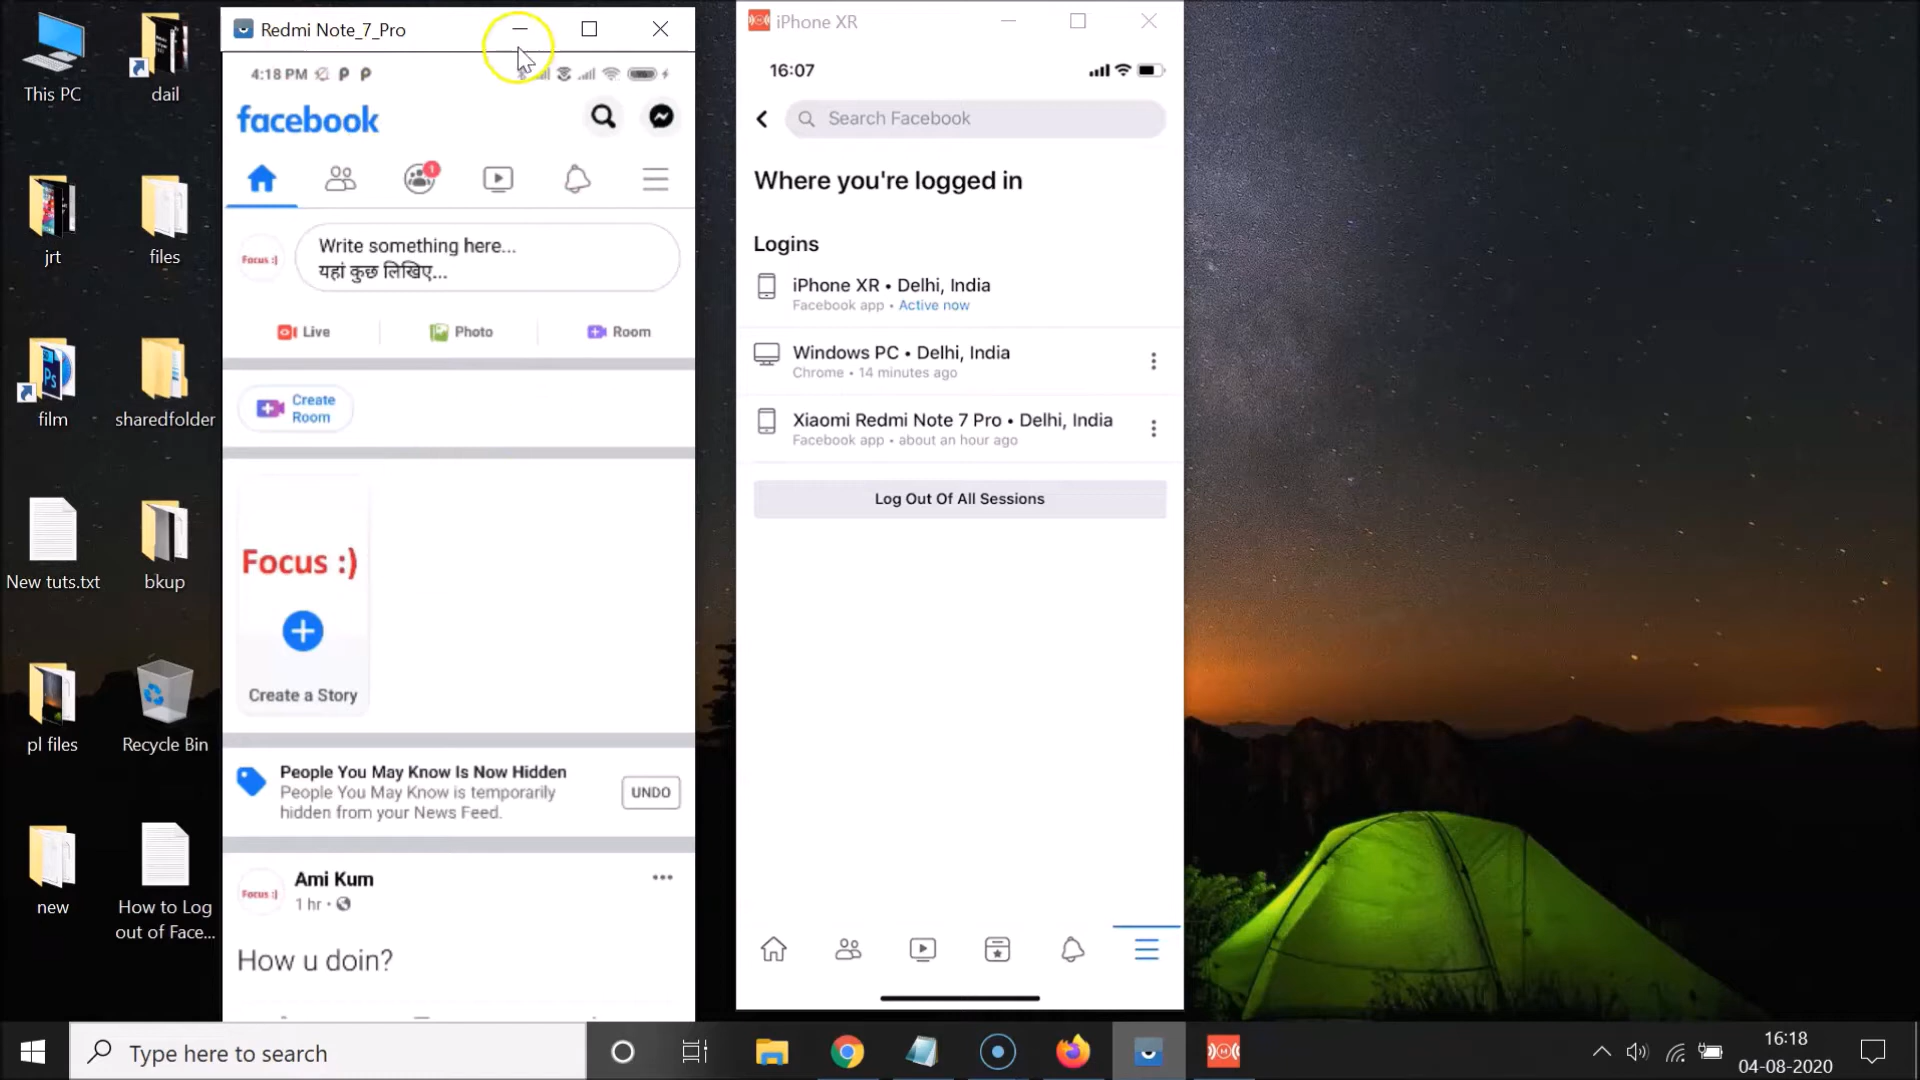 This PC
dail
jrt
files
film
sharedfolder
New tuts.txt
bkup
pl files
Recycle Bin
new
How to Log
out of Face...
Redmi Note_7_Pro
4:18 PM
facebook
1
Focus :)
Write something here...
यहां कुछ लिखिए...
Live
Photo
Room
Create
Room
Focus :)
Create a Story
People You May Know Is Now Hidden
People You May Know is temporarily
hidden from your News Feed.
UNDO
Focus :)
Ami Kum
1 hr •
How u doin?
iPhone XR
16:07
Search Facebook
Where you're logged in
Logins
iPhone XR • Delhi, India
Facebook app • Active now
Windows PC • Delhi, India
Chrome • 14 minutes ago
Xiaomi Redmi Note 7 Pro • Delhi, India
Facebook app • about an hour ago
Log Out Of All Sessions
Type here to search
16:18
04-08-2020